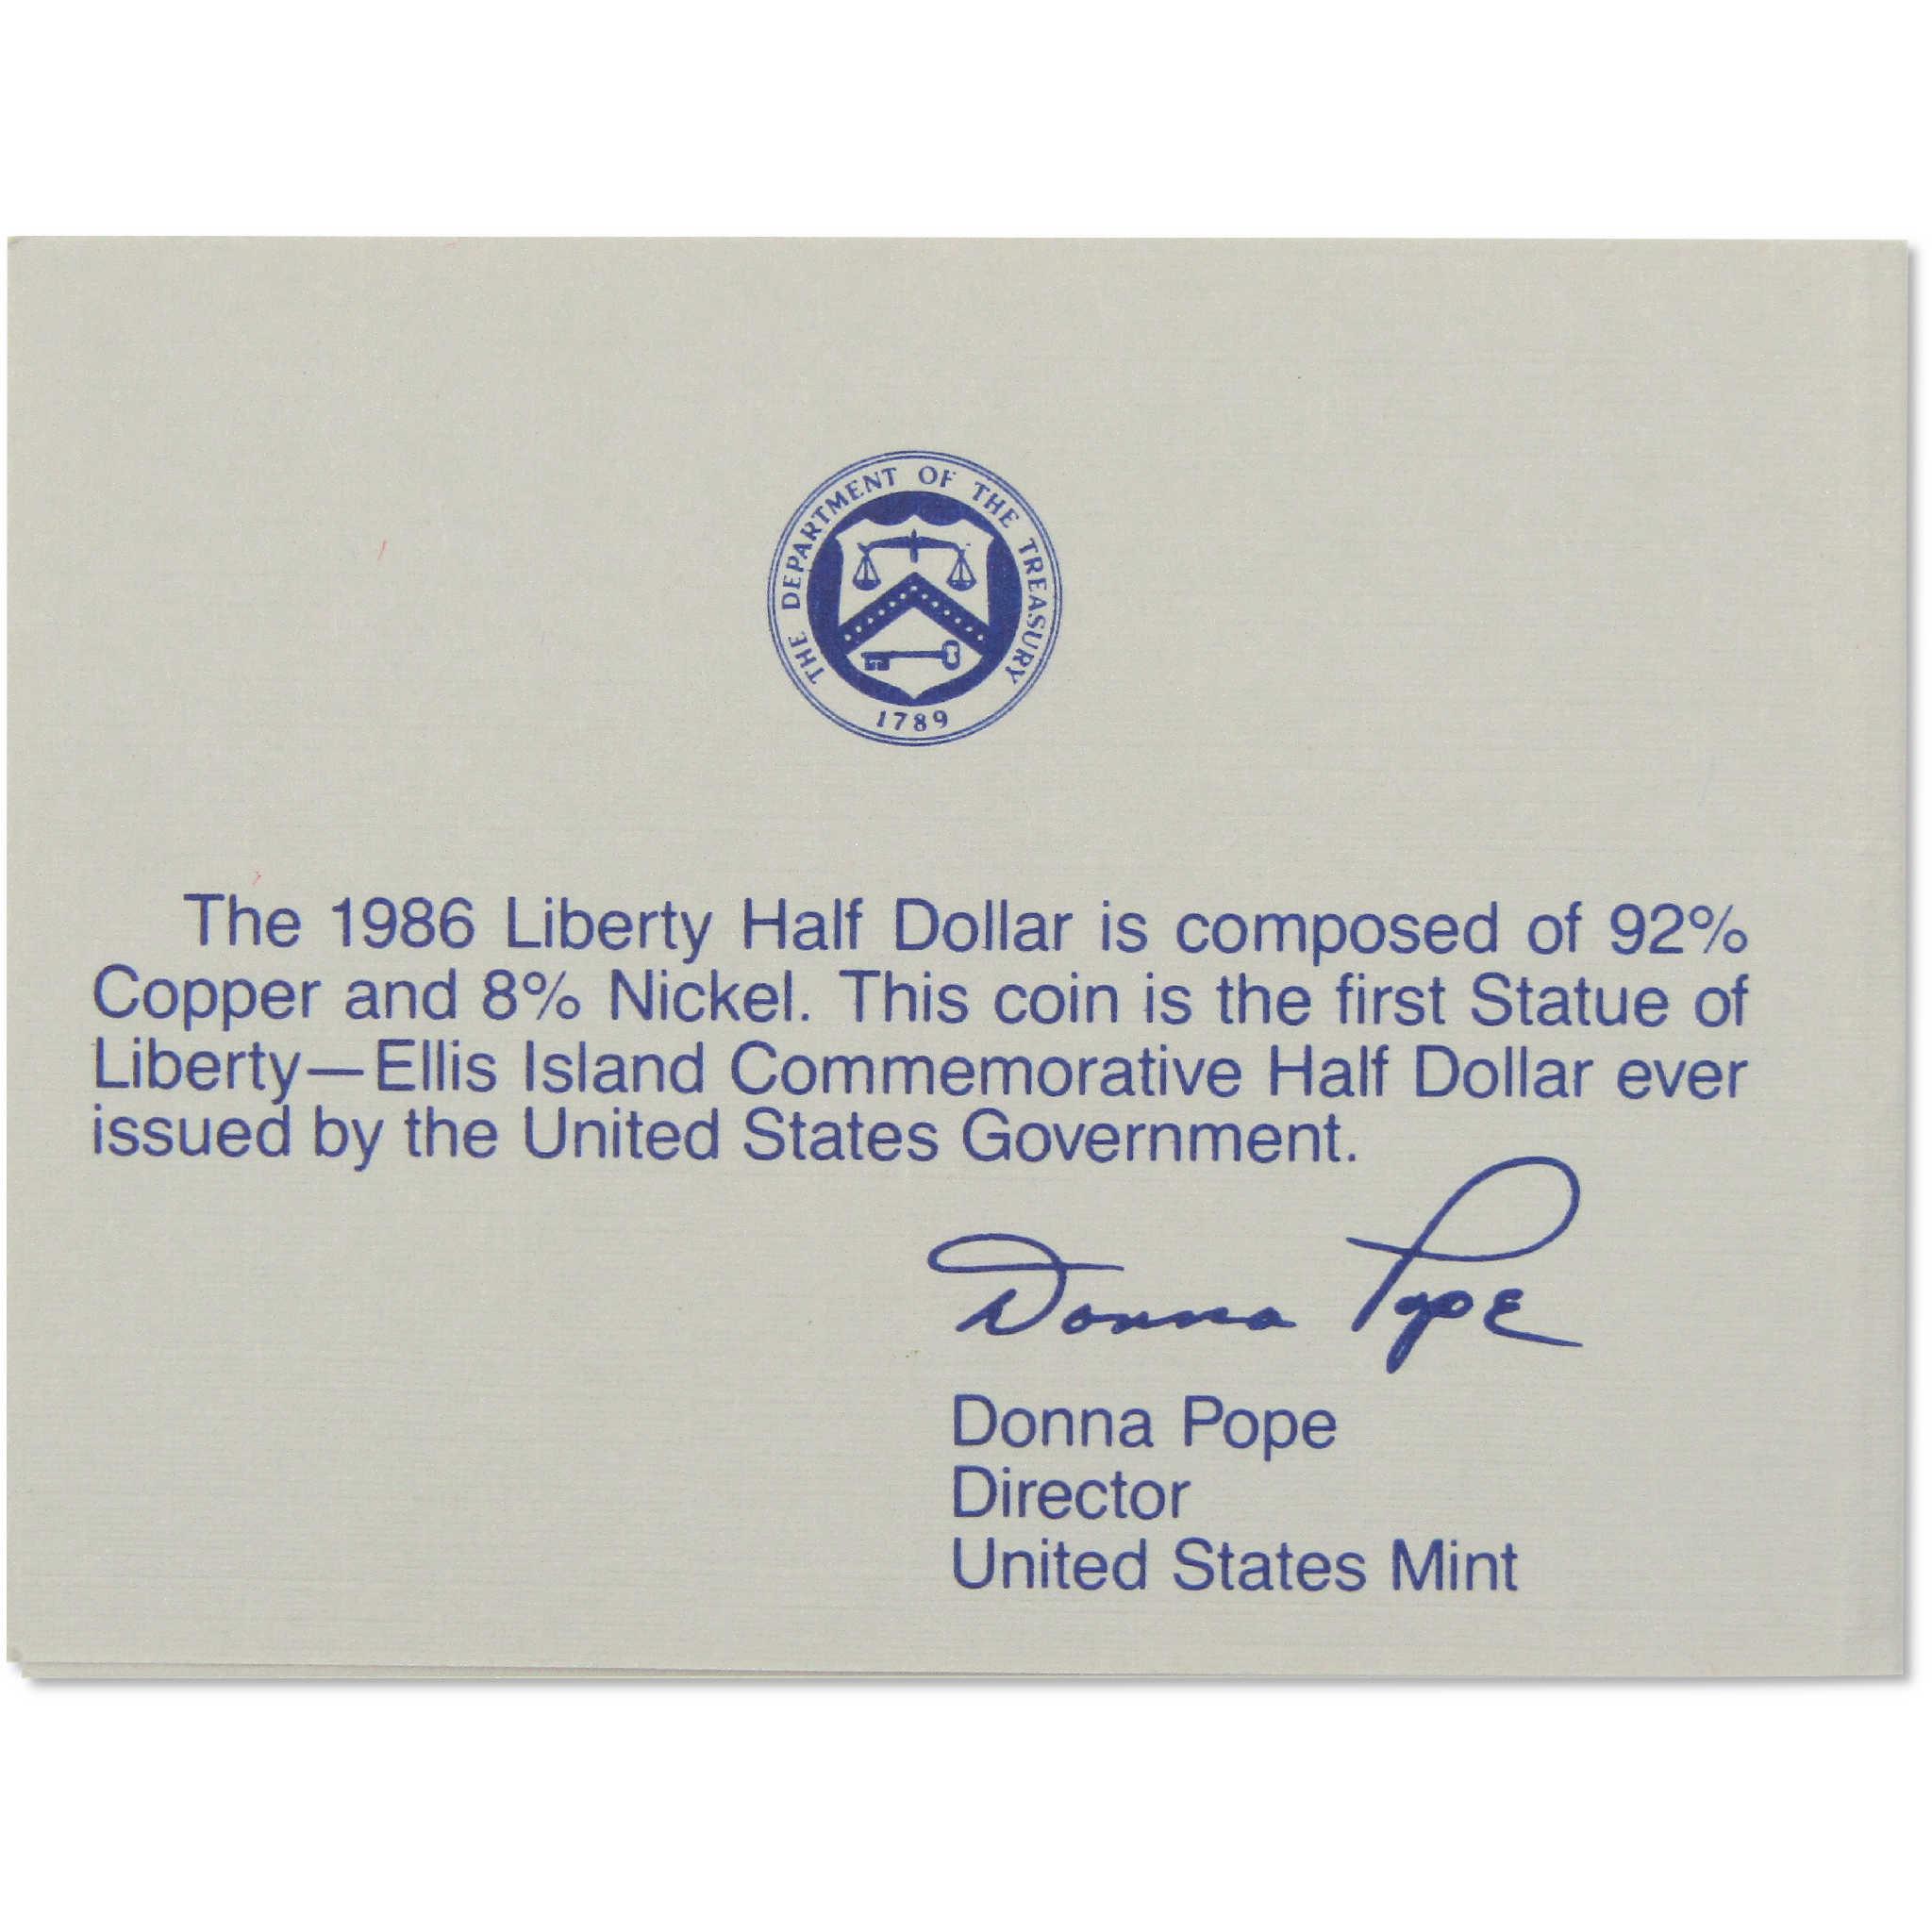 THE DEPARTMENT OF THE TREASURY
1789
The 1986 Liberty Half Dollar is composed of 92%
Copper and 8% Nickel. This coin is the first Statue of
Liberty—Ellis Island Commemorative Half Dollar ever
issued by the United States Government.
Donna Pope
Donna Pope
Director
United States Mint